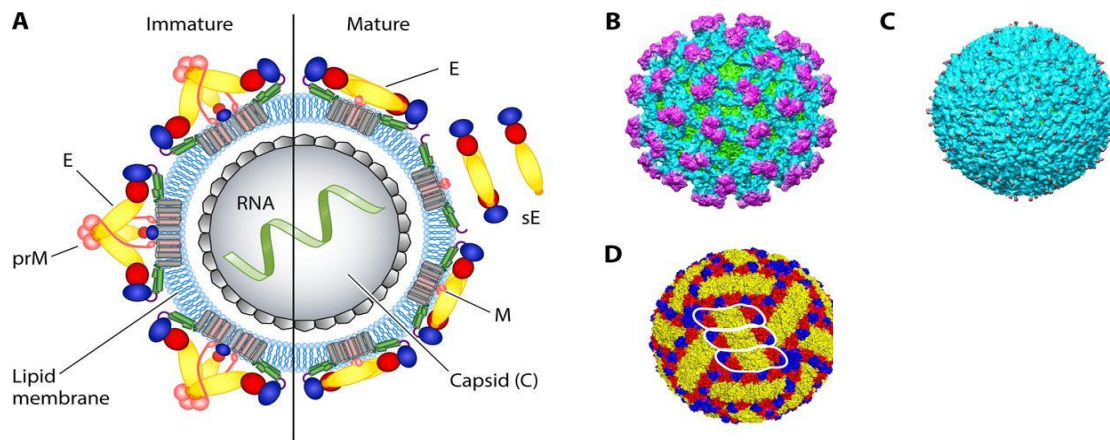 A
Immature
Mature
E
E
RNA
sE
prM
M
Lipid
membrane
Capsid (C)
B
C
D